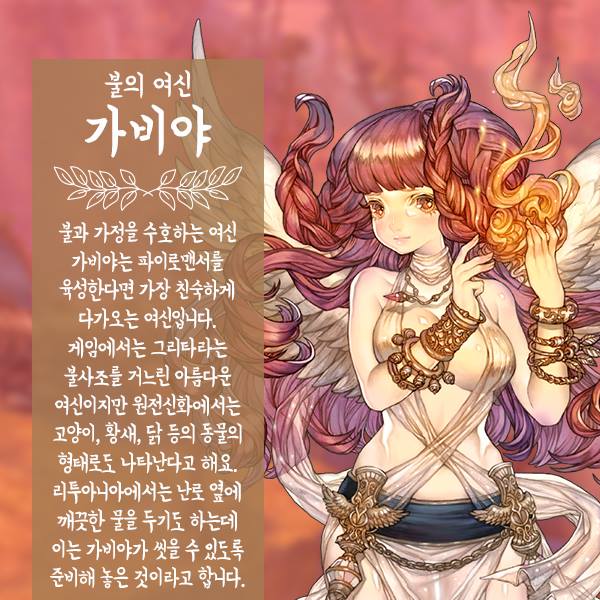 불의 여신
가비야
불과 가정을 수호하는 여신
가비야는 파이로맨서를
육성한다면 가장 친숙하게
다가오는 여신입니다.
게임에서는 그리타라는
불사조를 거느린 아름다운
여신이지만 원전신화에서는
고양이, 황새, 닭 등의 동물의
형태로도 나타난다고 해요.
리투아니아에서는 난로 옆에
깨끗한 물을 두기도 하는데
이는 가비야가 씻을 수 있도록
준비해 놓은 것이라고 합니다.